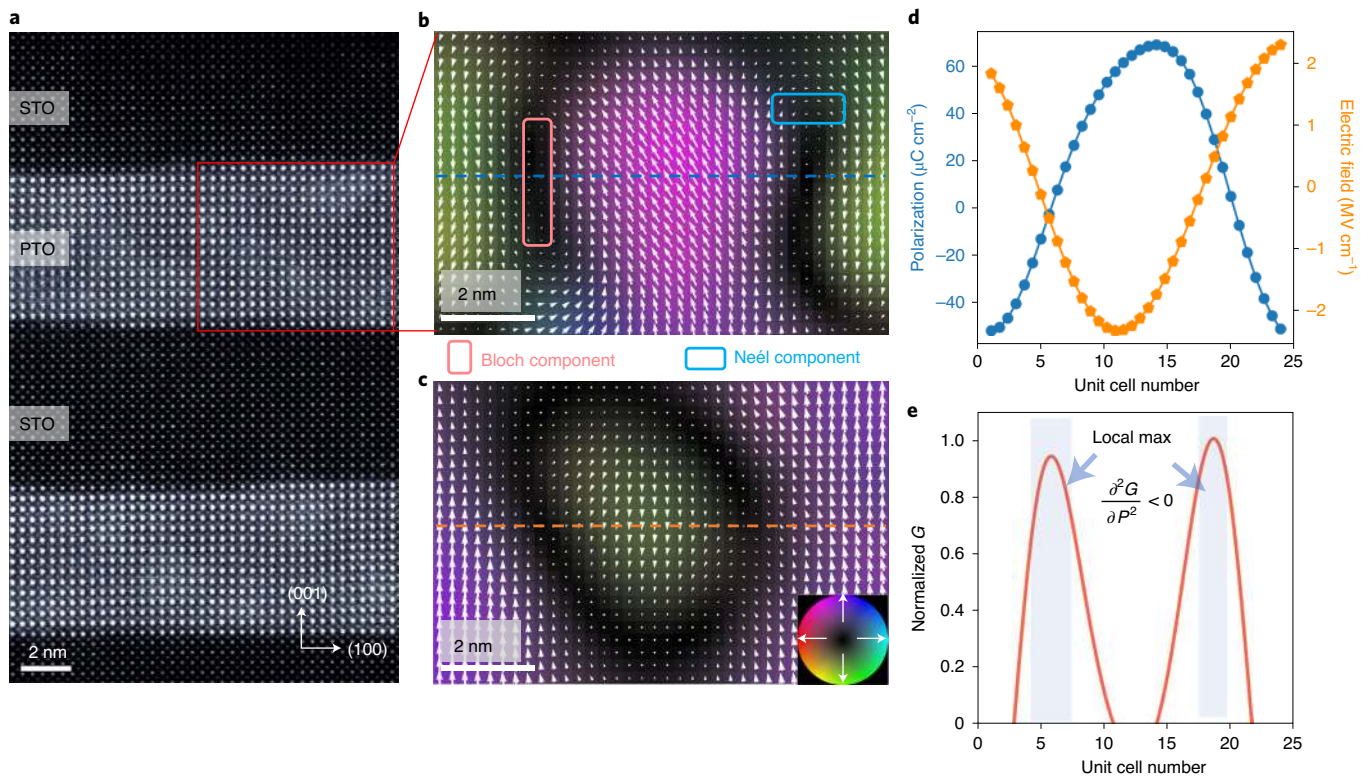 a
STO
PTO
STO
(001)
(100)
2 nm
b
2 nm
Bloch component
Neél component
c
2 nm
d
Polarization (μC cm⁻²)
60
40
20
0
−20
−40
Electric field (MV cm⁻¹)
2
1
0
−1
−2
0 5 10 15 20 25
Unit cell number
e
Normalized G
1.0
0.8
0.6
0.4
0.2
0
Local max
∂²G/∂P² < 0
0 5 10 15 20 25
Unit cell number